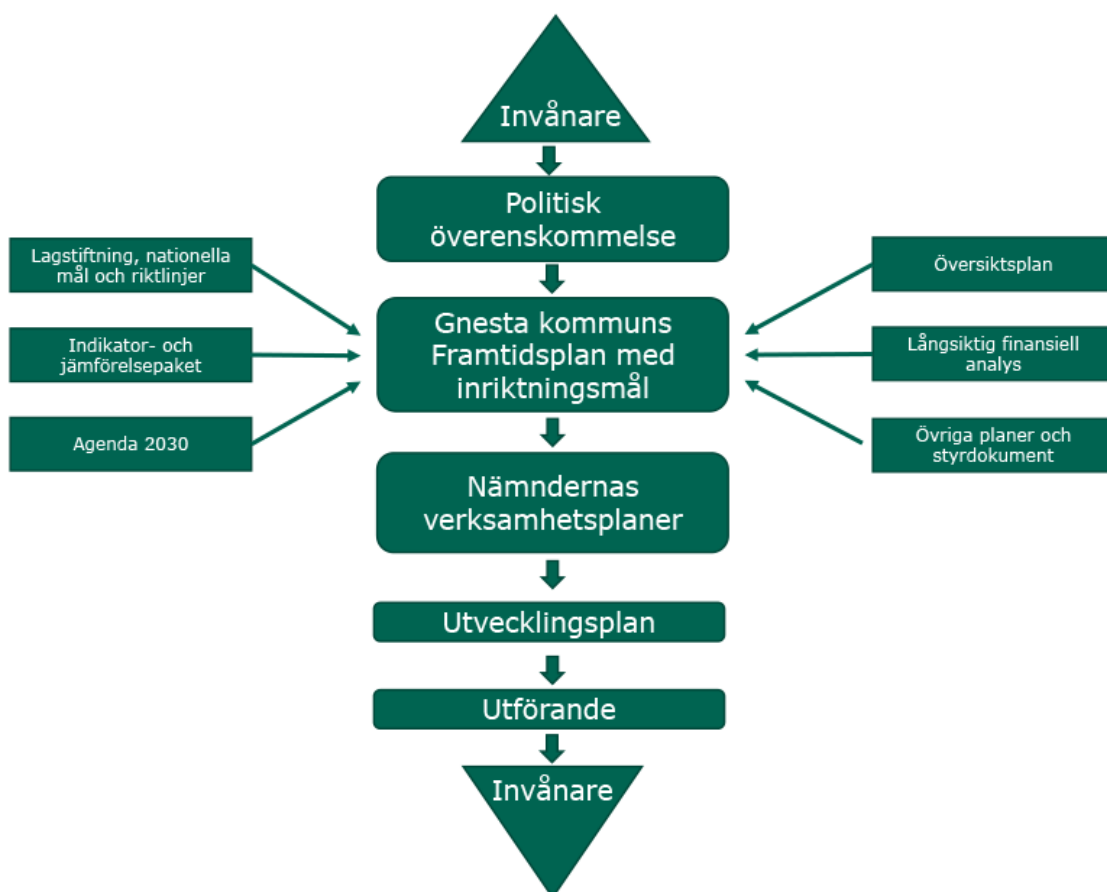 Invånare
Politisk
överenskommelse
Lagstiftning, nationella
mål och riktlinjer
Indikator- och
jämförelsepaket
Agenda 2030
Gnesta kommuns
Framtidsplan med
inriktningsmål
Översiktsplan
Långsiktig finansiell
analys
Övriga planer och
styrdokument
Nämndernas
verksamhetsplaner
Utvecklingsplan
Utförande
Invånare